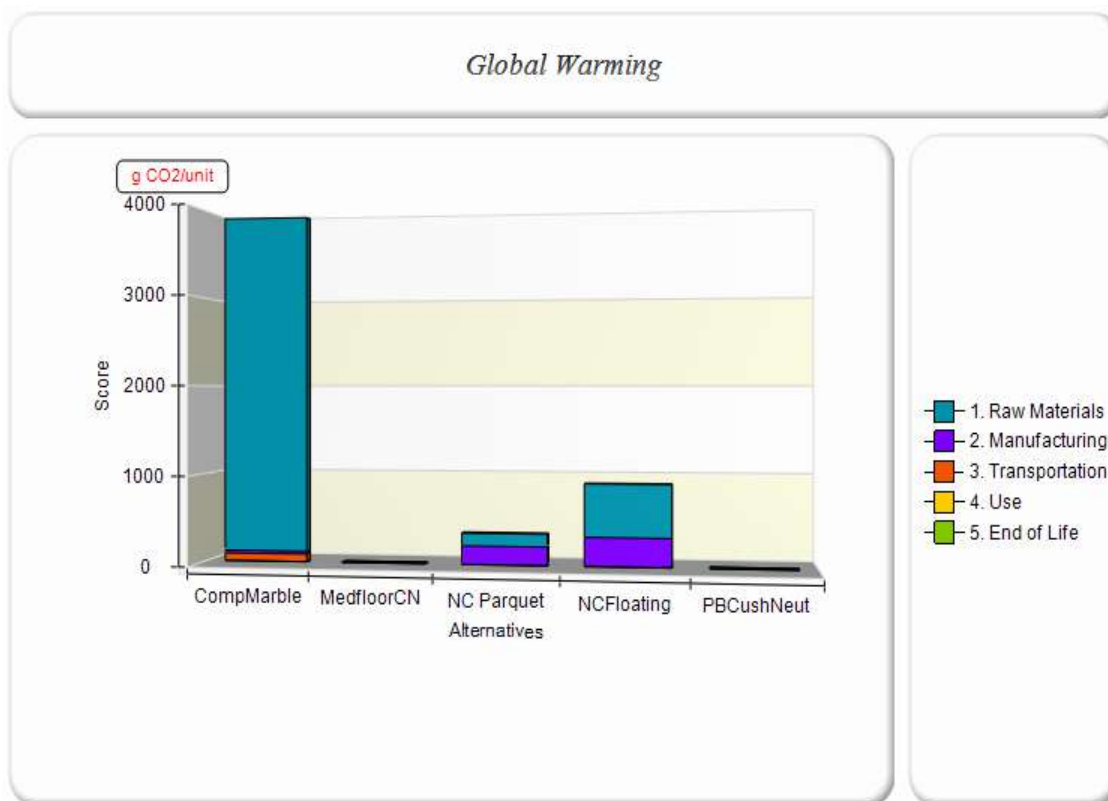 Global Warming
g CO2/unit
4000
3000
2000
1000
0
Score
CompMarble
MedfloorCN
NC Parquet
NCFloating
PBCushNeut
Alternatives
1. Raw Materials
2. Manufacturing
3. Transportation
4. Use
5. End of Life